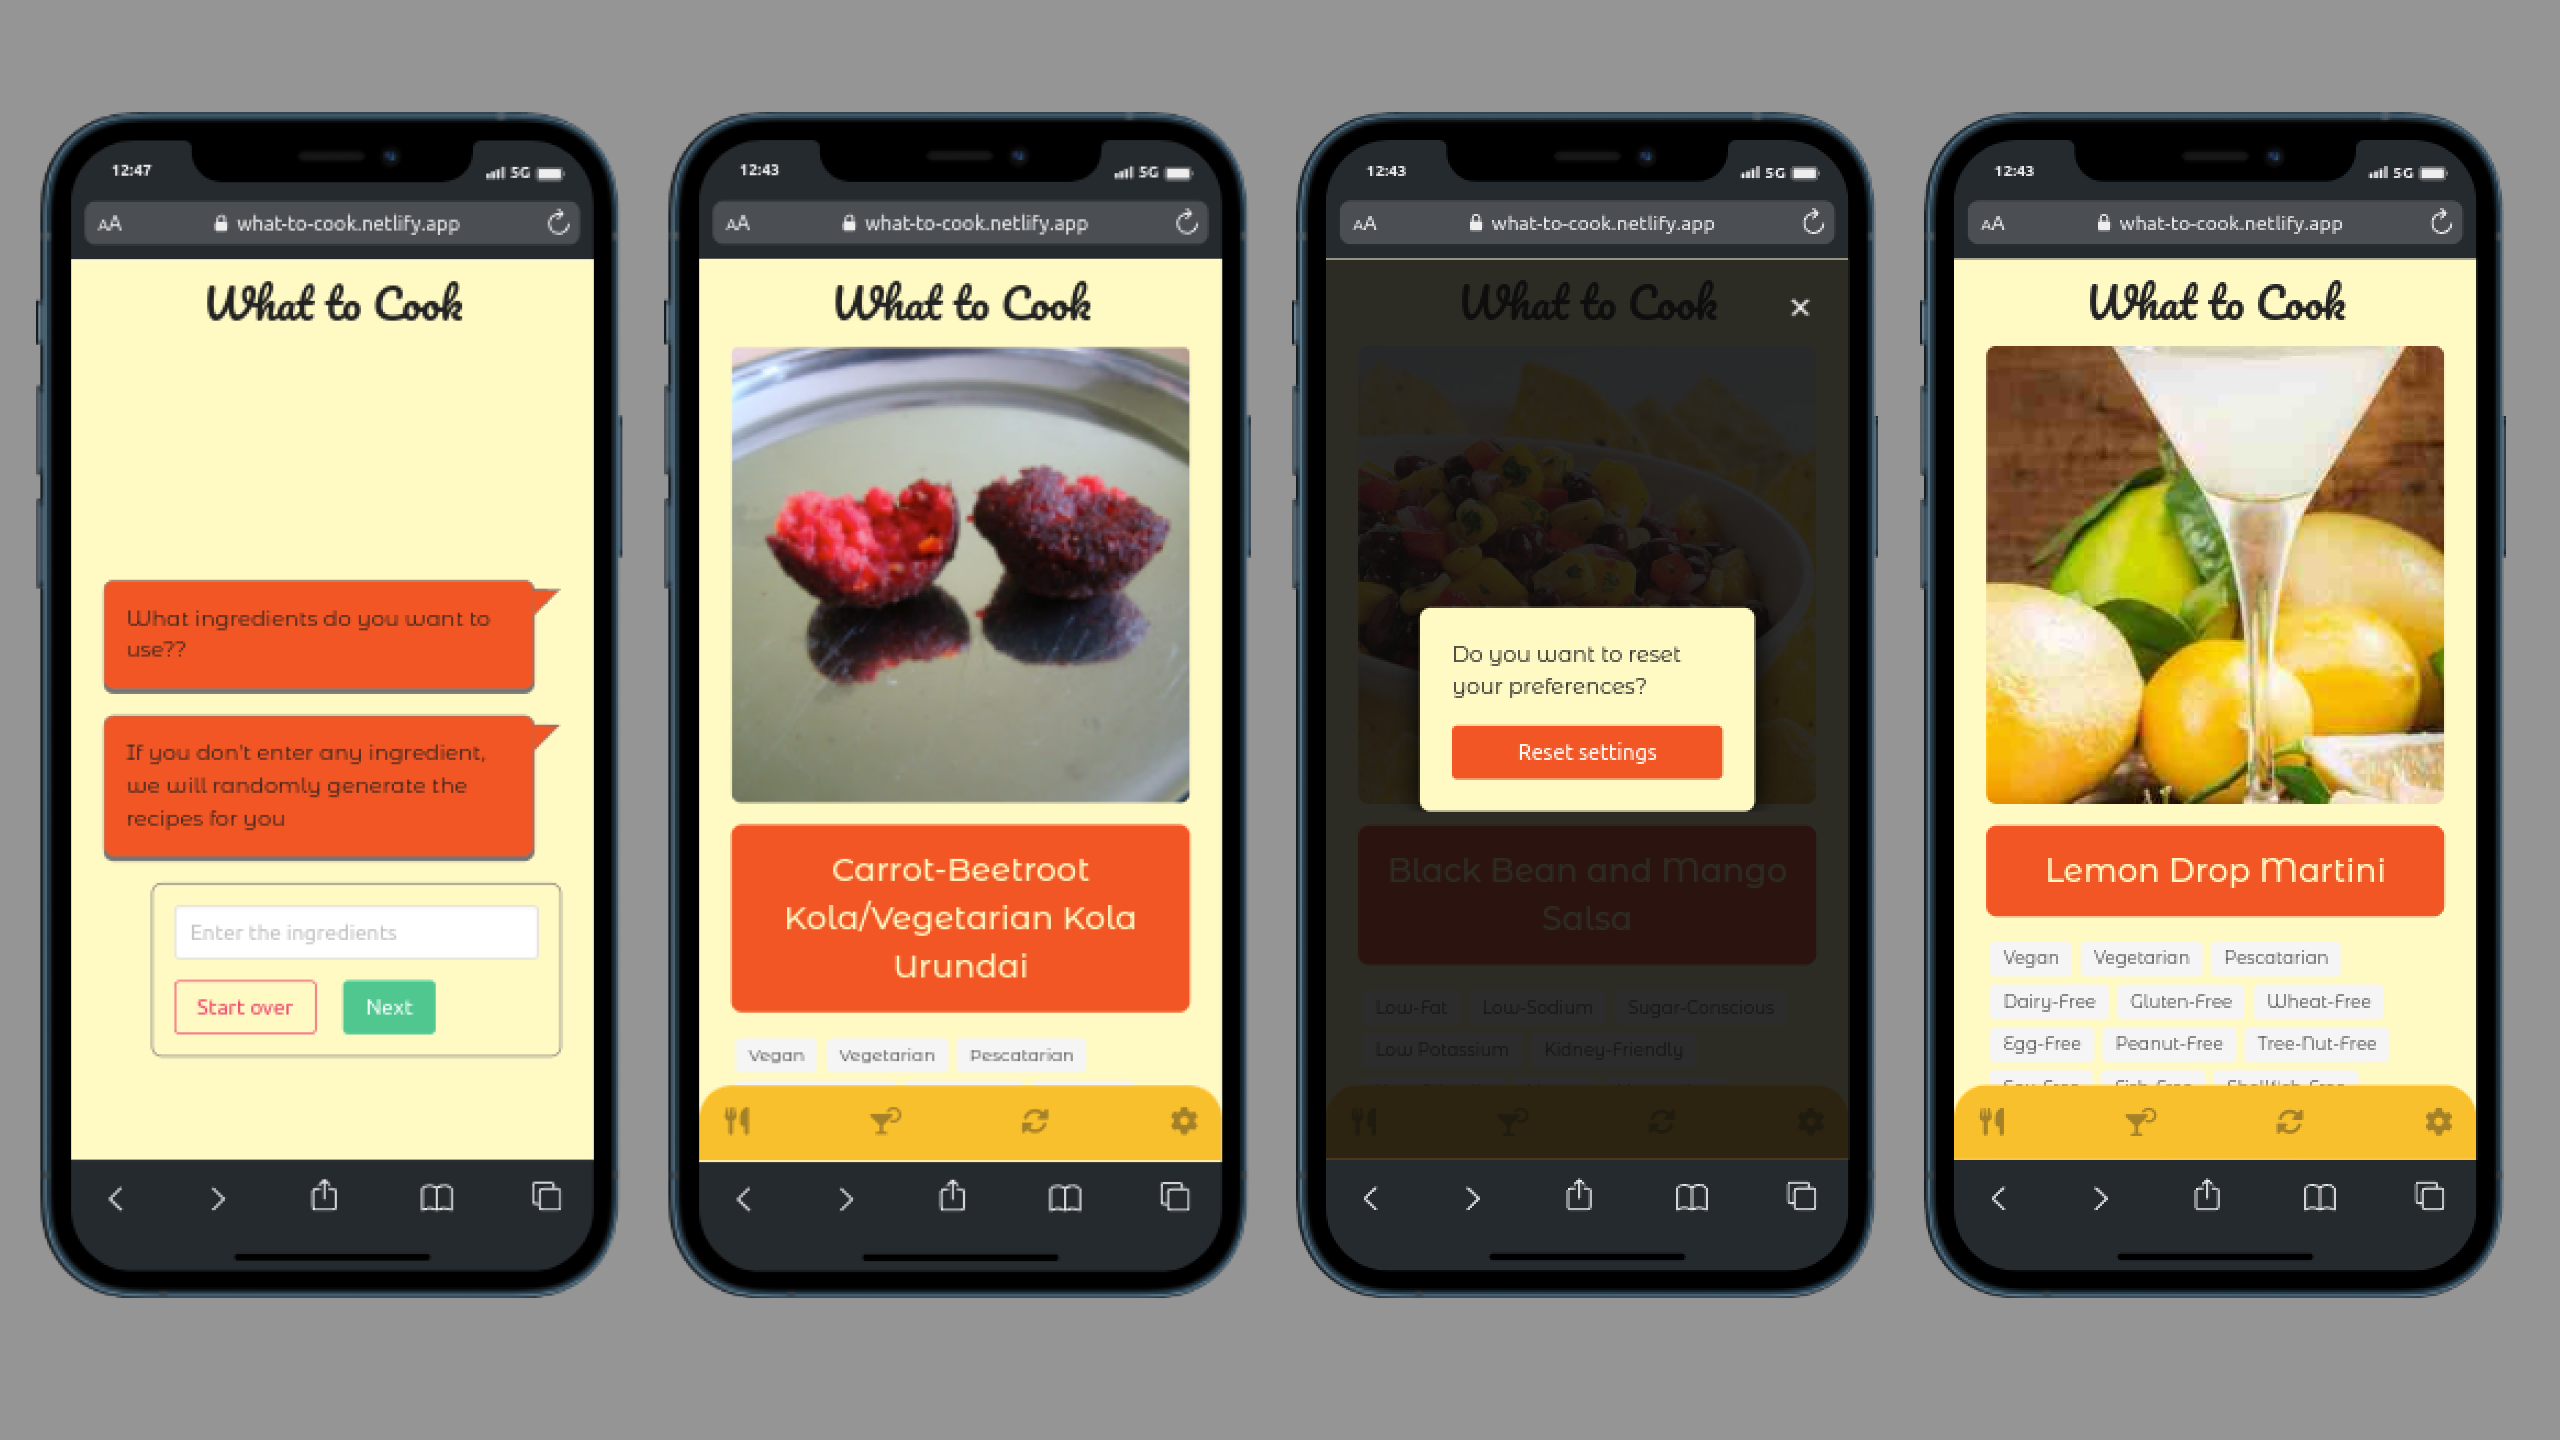 12:47
5G
AA
what-to-cook.netlify.app
What to Cook
What ingredients do you want to
use??
If you don't enter any ingredient,
we will randomly generate the
recipes for you
Enter the ingredients
Start over
Next
12:43
5G
AA
what-to-cook.netlify.app
What to Cook
Carrot-Beetroot
Kola/Vegetarian Kola
Urundai
Vegan Vegetarian Pescatarian
12:43
5G
AA
what-to-cook.netlify.app
What to Cook
Do you want to reset
your preferences?
Reset settings
Black Bean and Mango
Salsa
Low-Fat Low-Sodium Sugar-Conscious
Low Potassium Kidney-Friendly
12:43
5G
AA
what-to-cook.netlify.app
What to Cook
Lemon Drop Martini
Vegan Vegetarian Pescatarian
Dairy-Free Gluten-Free Wheat-Free
Egg-Free Peanut-Free Tree-Nut-Free
Soy-Free Fish-Free Shellfish-Free